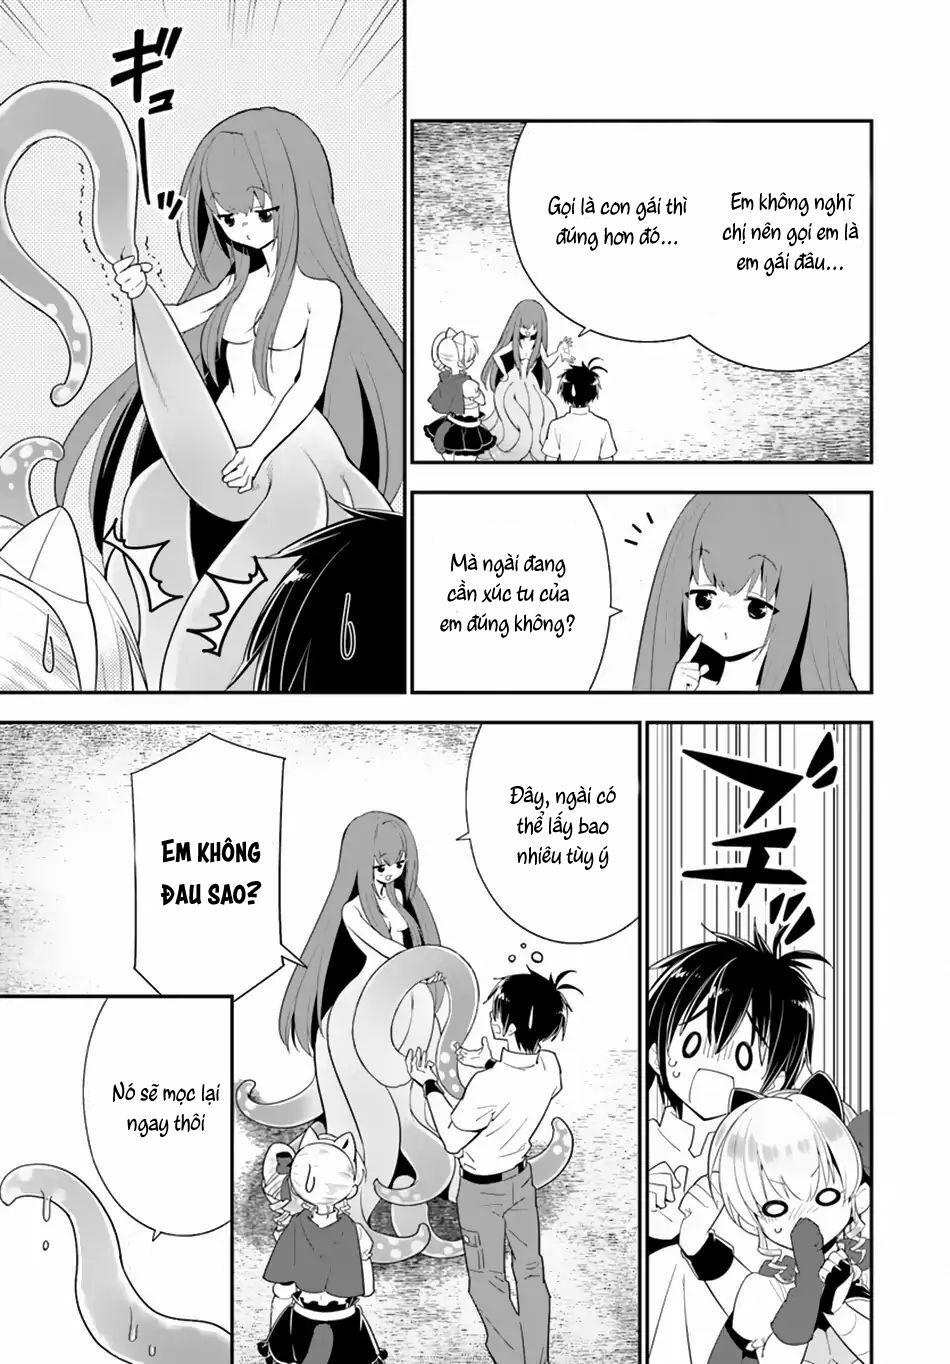 Em không nghĩ
chị nên gọi em là
em gái đâu...
Gọi là con gái thì
đúng hơn đó...
Mà ngài đang
cần xúc tu của
em đúng không?
ギュッ
ブチッ
Đây, ngài có
thể lấy bao
nhiêu tùy ý
EM KHÔNG
ĐAU SAO?
Nó sẽ mọc lại
ngay thôi